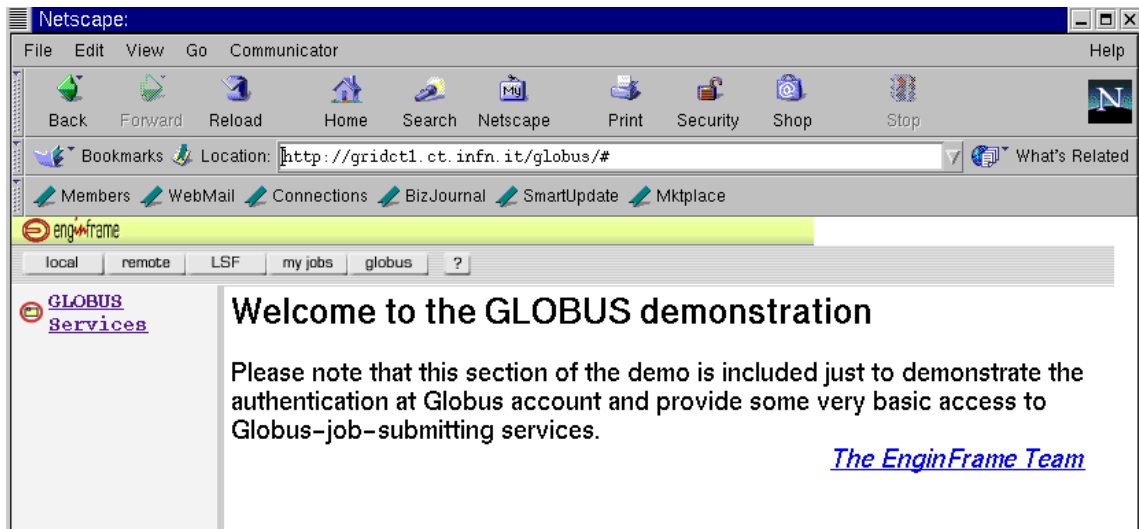 Netscape:
File Edit View Go Communicator Help
My N
Back Forward Reload Home Search Netscape Print Security Shop Stop
Bookmarks Location: http://gridct1.ct.infn.it/globus/# What's Related
Members WebMail Connections BizJournal SmartUpdate Mktplace
enginframe
local remote LSF my jobs globus ?
GLOBUS
Services
Welcome to the GLOBUS demonstration
Please note that this section of the demo is included just to demonstrate the
authentication at Globus account and provide some very basic access to
Globus-job-submitting services.
The EnginFrame Team